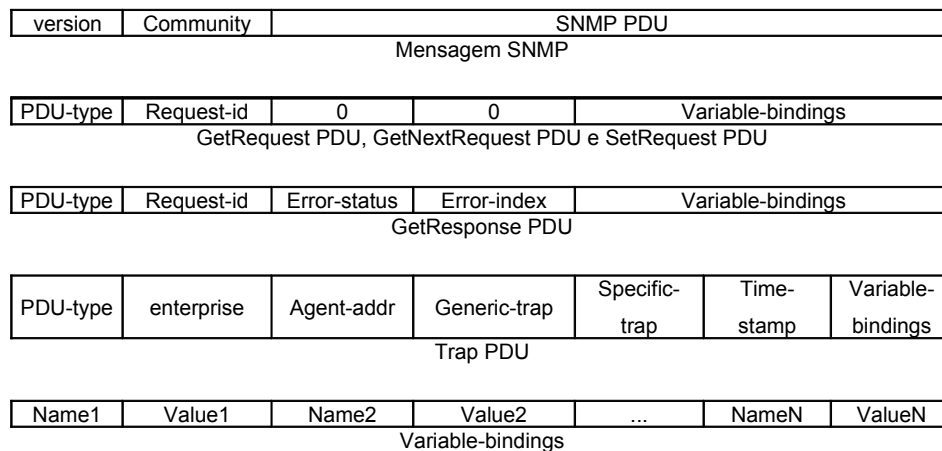 version Community SNMP PDU
Mensagem SNMP
PDU-type Request-id 0 0 Variable-bindings
GetRequest PDU, GetNextRequest PDU e SetRequest PDU
PDU-type Request-id Error-status Error-index Variable-bindings
GetResponse PDU
PDU-type enterprise Agent-addr Generic-trap Specific-trap Time-stamp Variable-bindings
Trap PDU
Name1 Value1 Name2 Value2 ... NameN ValueN
Variable-bindings